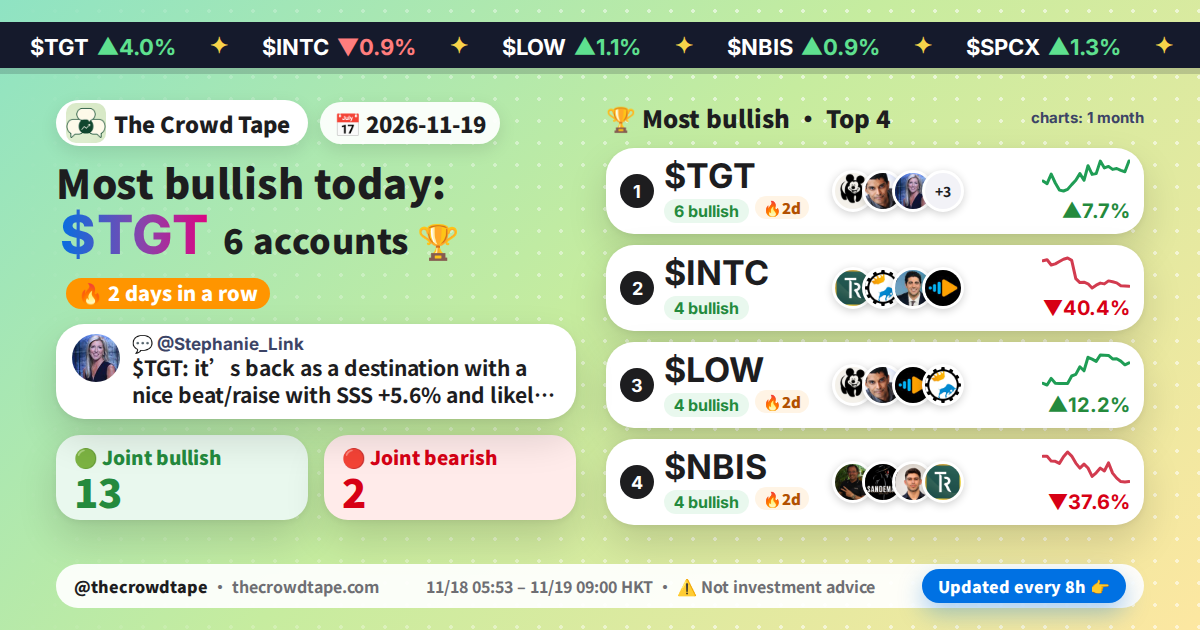 $TGT ▲4.0% ✦ $INTC ▼0.9% ✦ $LOW ▲1.1% ✦ $NBIS ▲0.9% ✦ $SPCX ▲1.3% ✦
The Crowd Tape
📅 2026-11-19
Most bullish today:
$TGT 6 accounts 🏆
🔥 2 days in a row
💬 @Stephanie_Link
$TGT: it’s back as a destination with a
nice beat/raise with SSS +5.6% and likel…
🟢 Joint bullish
13
🔴 Joint bearish
2
🏆 Most bullish • Top 4
charts: 1 month
1 $TGT
6 bullish 🔥2d
+3
▲7.7%
2 $INTC
4 bullish
TR
▼40.4%
3 $LOW
4 bullish 🔥2d
▲12.2%
4 $NBIS
4 bullish 🔥2d
TR
▼37.6%
@thecrowdtape • thecrowdtape.com
11/18 05:53 – 11/19 09:00 HKT • ⚠️ Not investment advice
Updated every 8h 👉